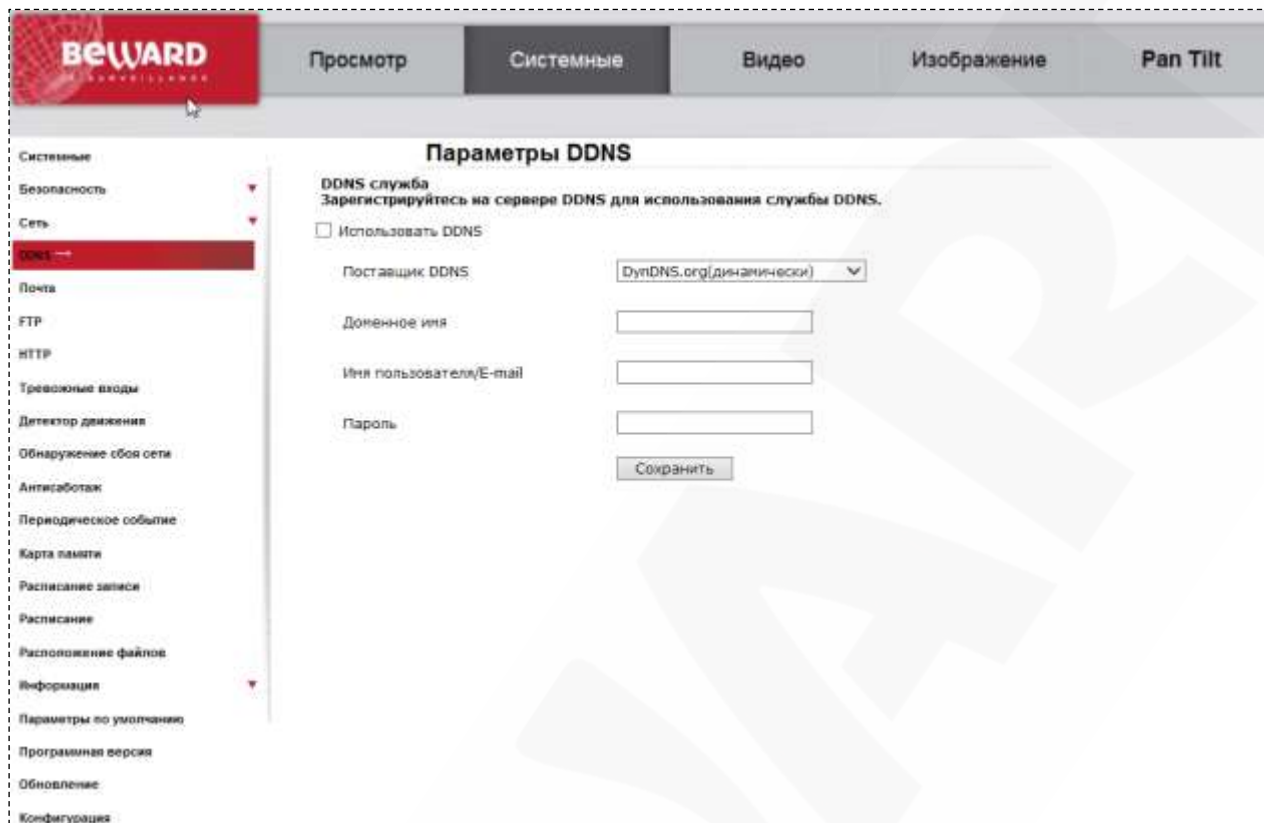 BEWARD
IP SURVEILLANCE
Просмотр
Системные
Видео
Изображение
Pan Tilt
Системные
Безопасность
Сеть
DDNS
Почта
FTP
HTTP
Тревожные входы
Детектор движения
Обнаружение сбоя сети
Антисаботаж
Периодическое событие
Карта памяти
Расписание записи
Расписание
Расположение файлов
Информация
Параметры по умолчанию
Программная версия
Обновление
Конфигурация
Параметры DDNS
DDNS служба
Зарегистрируйтесь на сервере DDNS для использования службы DDNS.
Использовать DDNS
Поставщик DDNS
DynDNS.org(динамически)
Доменное имя
Имя пользователя/E-mail
Пароль
Сохранить